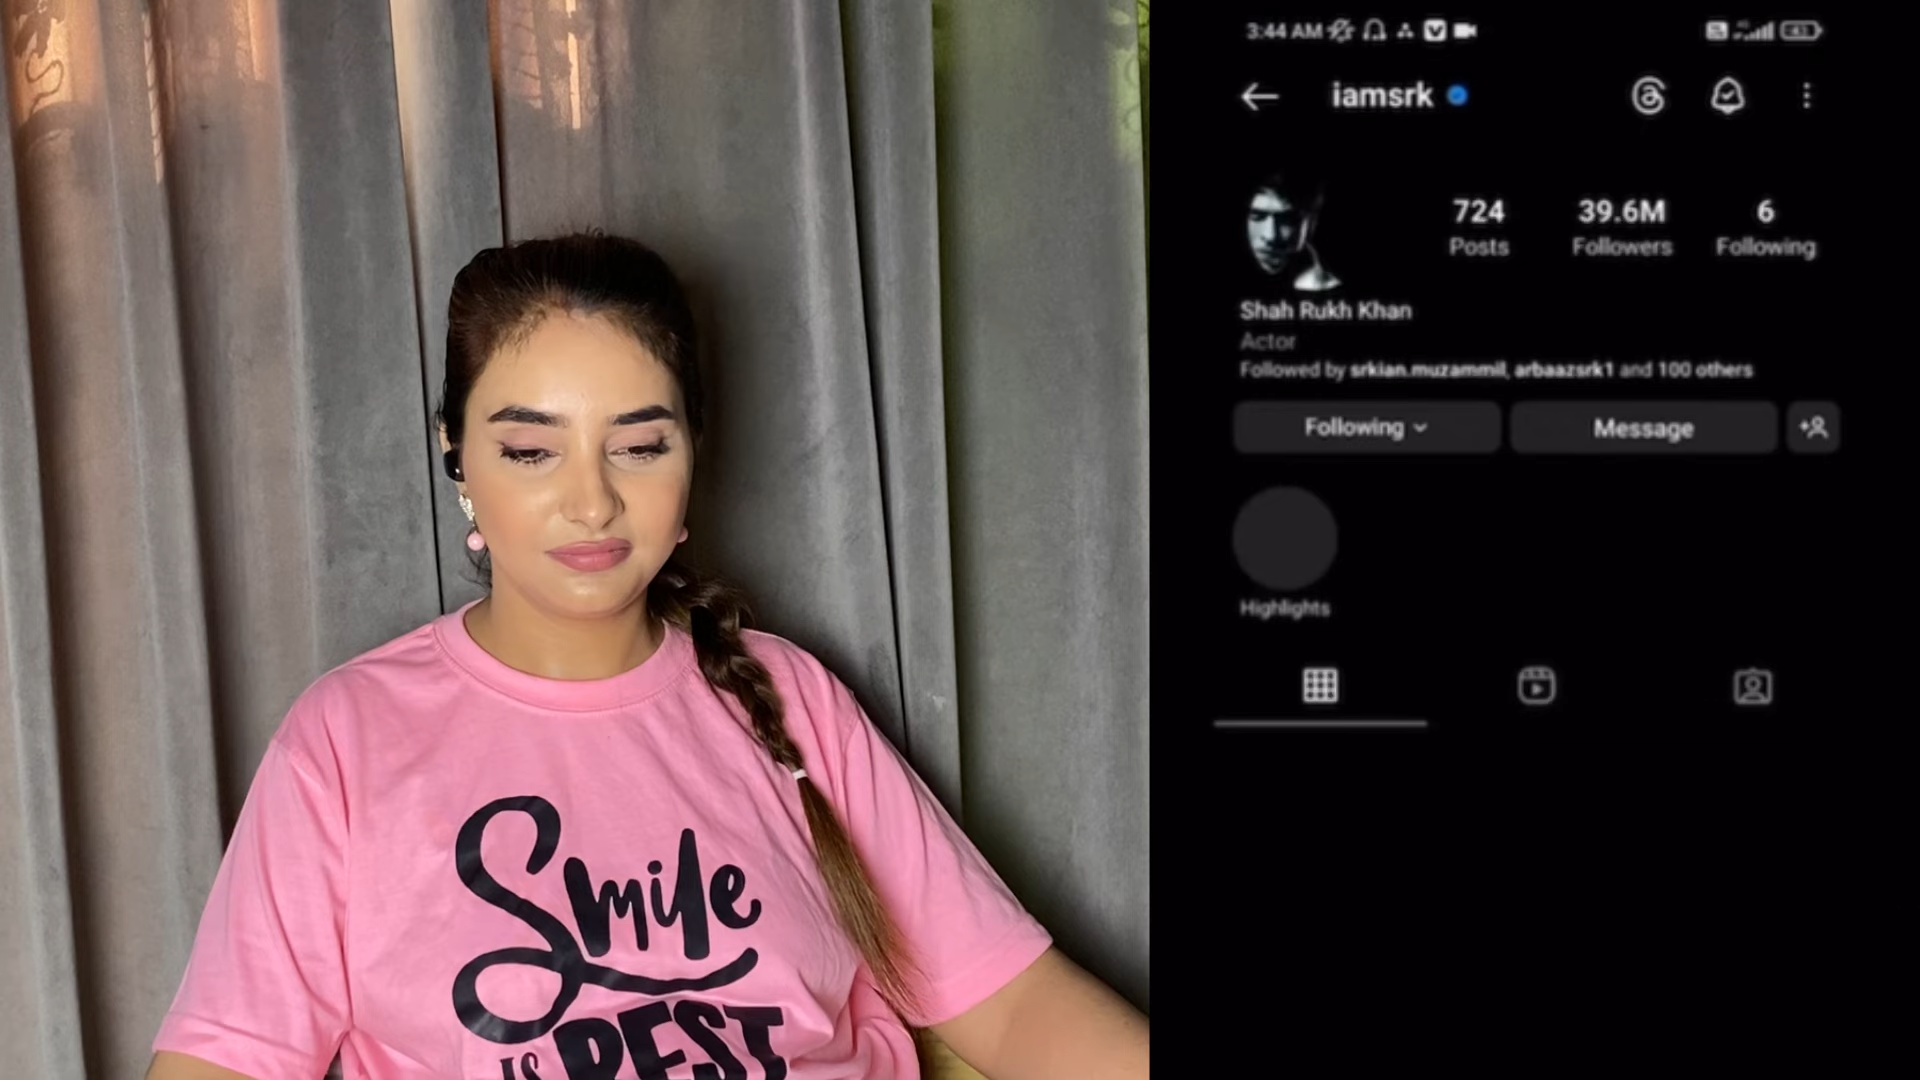 Smile
is BEST
3:44 AM
iamsrk
724 39.6M 6
Posts Followers Following
Shah Rukh Khan
Actor
Followed by srkian.muzammil, arbaazsrk1 and 100 others
Following Message
Highlights